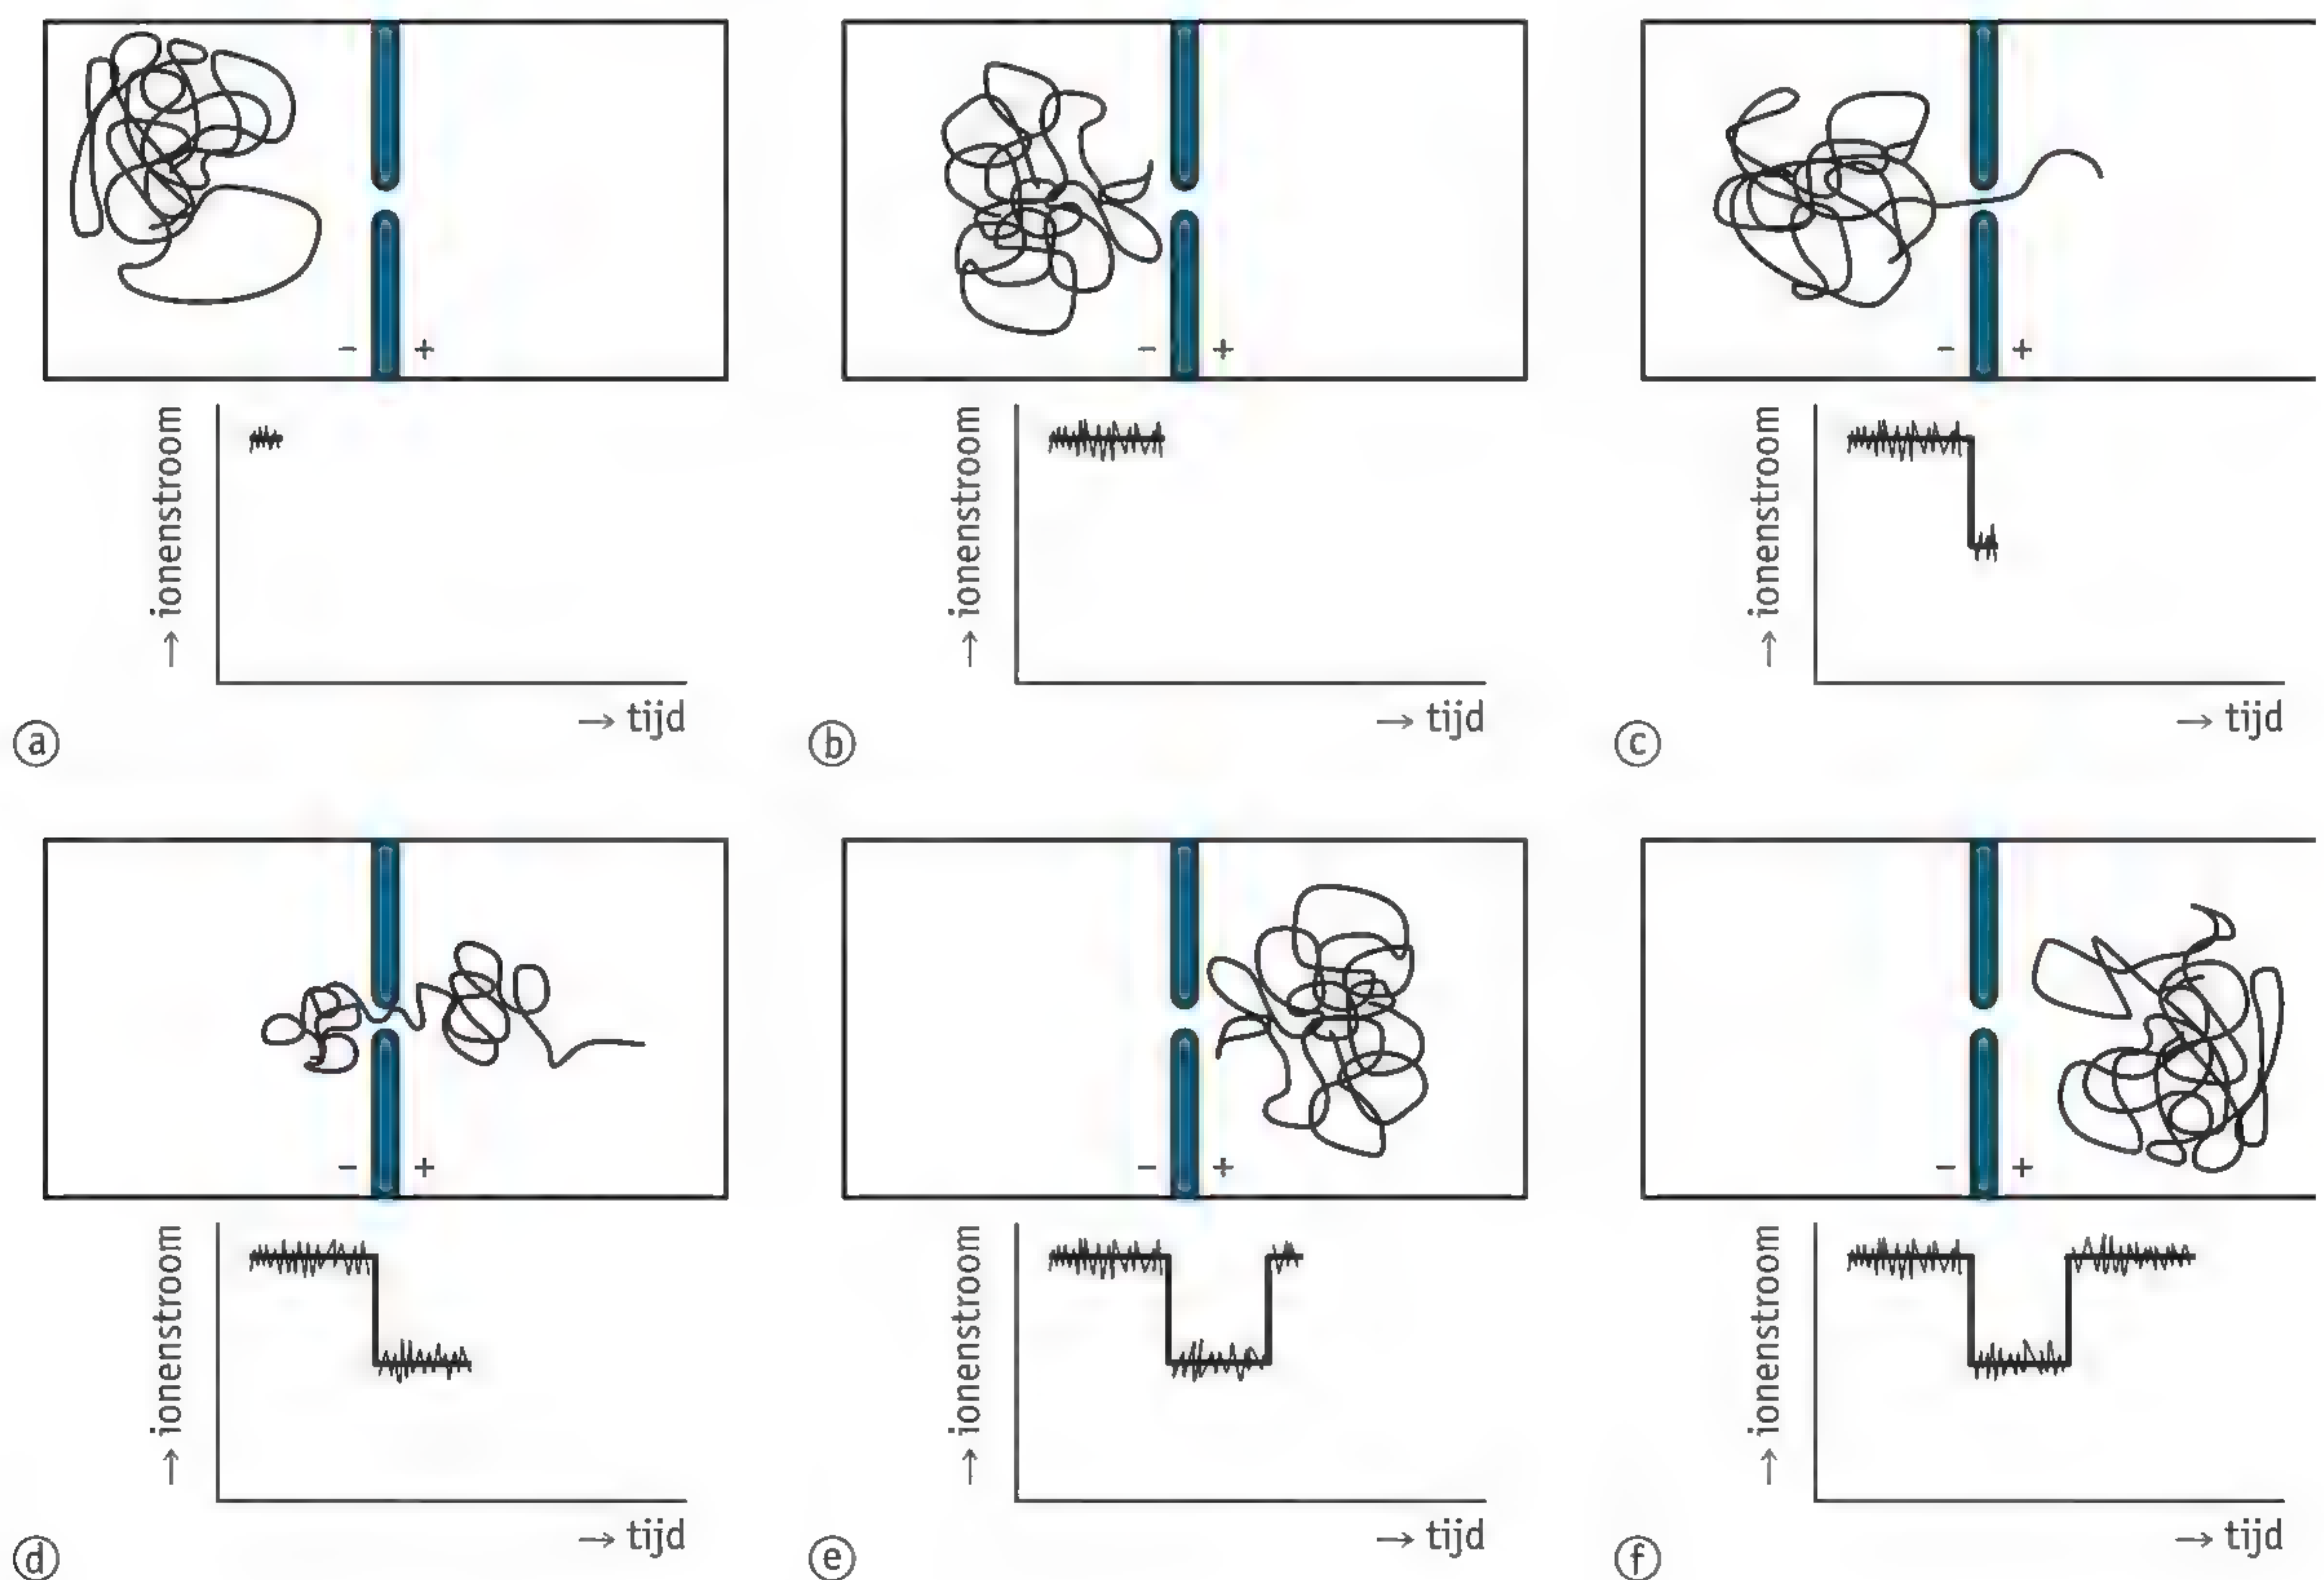 - +
- +
- +
→ ionenstroom
→ ionenstroom
→ ionenstroom
→ tijd
→ tijd
→ tijd
a
b
c
- +
- +
- +
→ ionenstroom
→ ionenstroom
→ ionenstroom
→ tijd
→ tijd
→ tijd
d
e
f